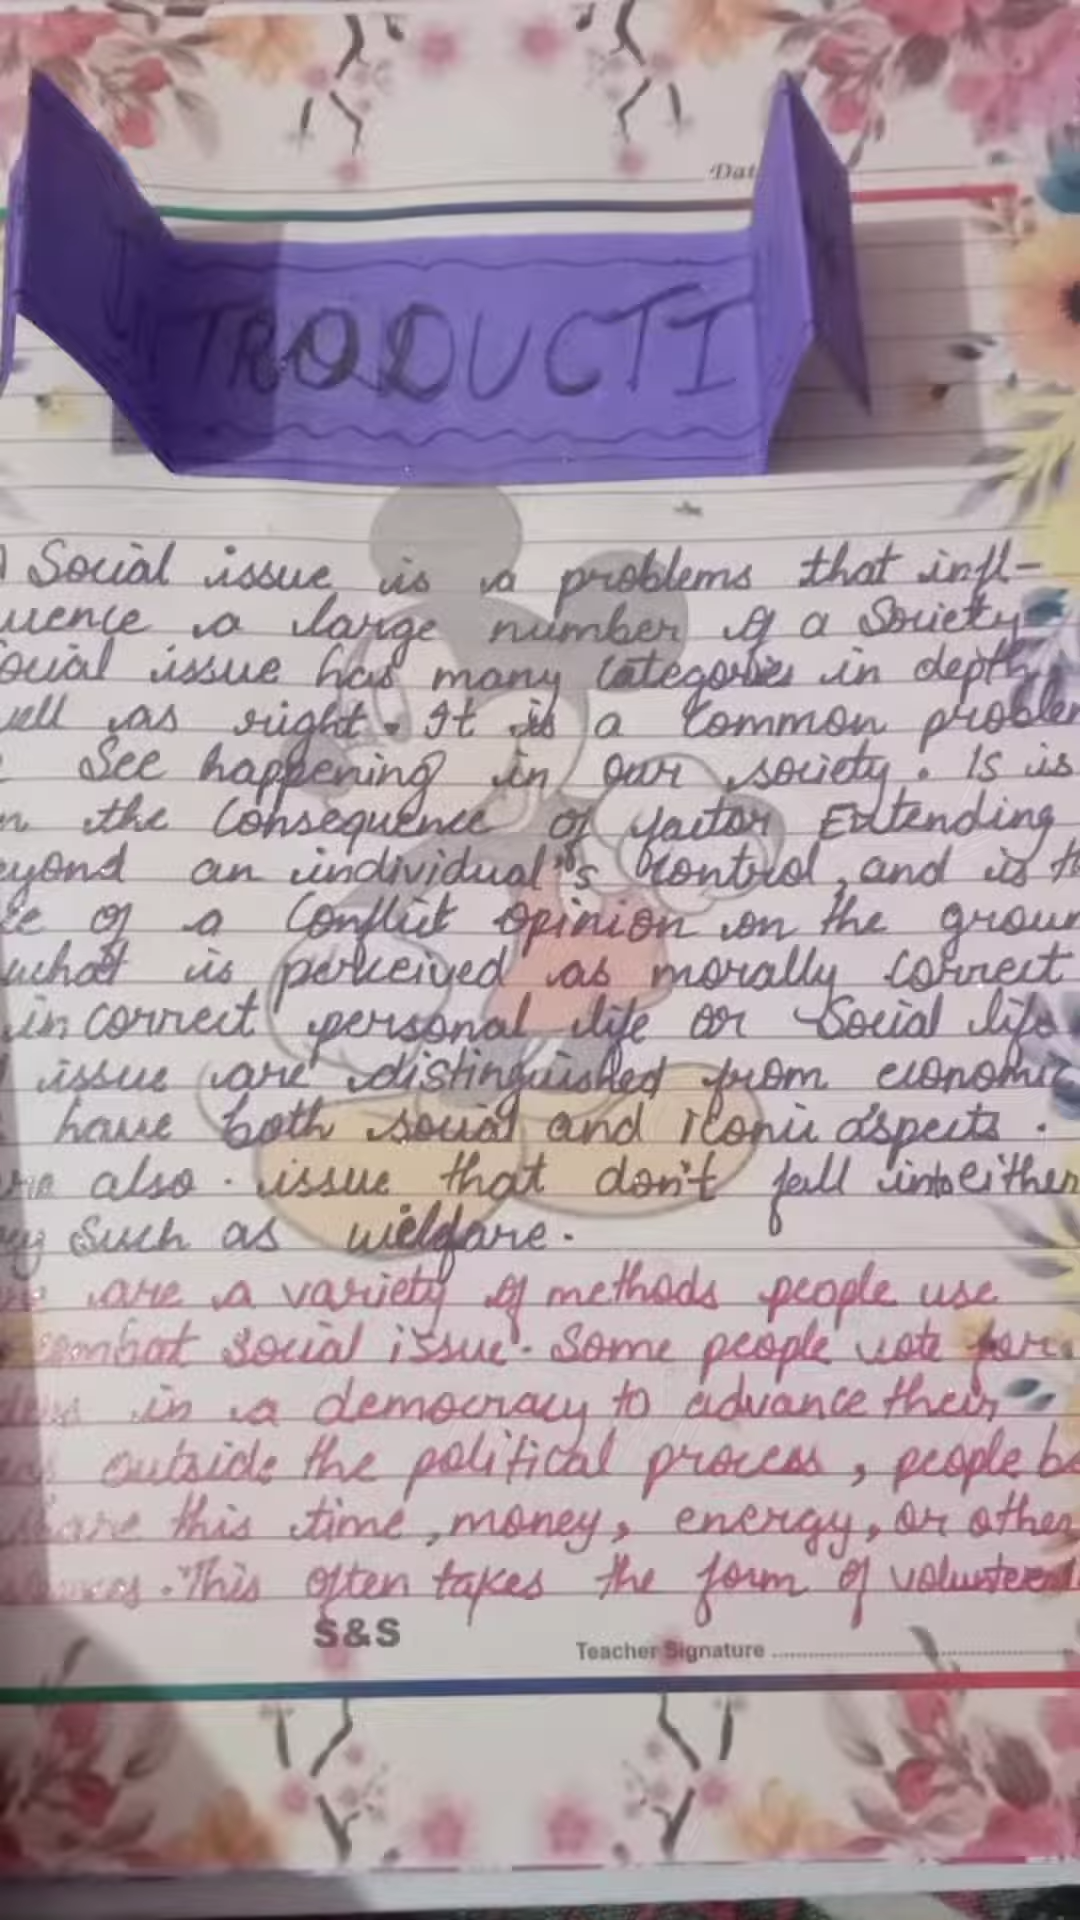 Dat
TRODUCTI
Social issue is a problems that infl-
uence a large number of a Society
ocial issue has many Categories in depth
well as right. It is a Common problem
See happening in our society. Is is
the Consequence of factor Extending
eyond an individual's Control, and is th
ce of a Conflict opinion on the groun
what is perceived as morally Correct
incorrect personal life or Social life
issue are distinguished from economic
have both social and iconic aspects.
also. issue that don't fall into either
Such as wielfare.
are a variety of methods people use
combat social issue. Some people vote for
in a democracy to advance their
outside the political process, people be
share this time, money, energy, or other
This often takes the form of volunteeri
S&S
Teacher Signature